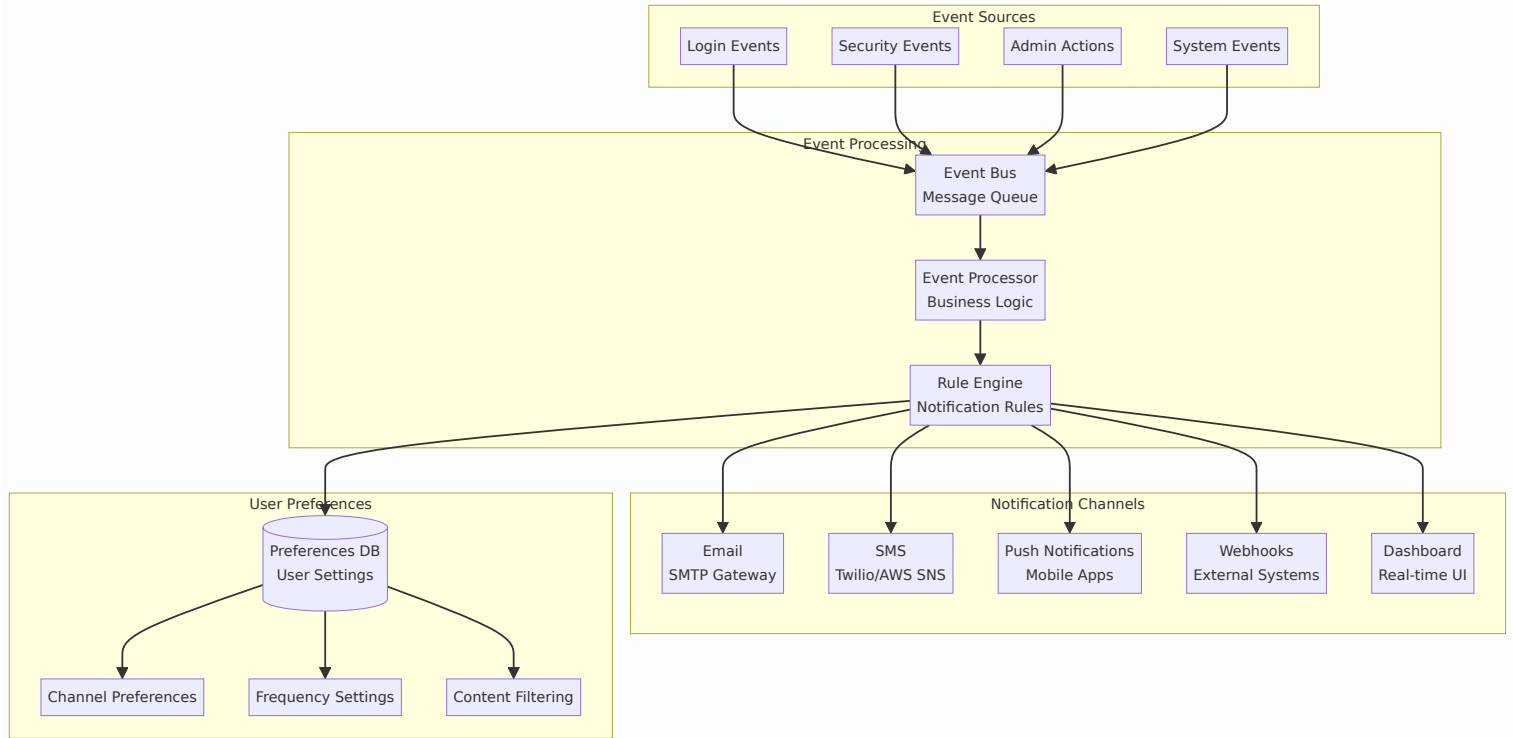 Event Sources
Login Events
Security Events
Admin Actions
System Events
Event Processing
Event Bus
Message Queue
Event Processor
Business Logic
Rule Engine
Notification Rules
User Preferences
Preferences DB
User Settings
Channel Preferences
Frequency Settings
Content Filtering
Notification Channels
Email
SMTP Gateway
SMS
Twilio/AWS SNS
Push Notifications
Mobile Apps
Webhooks
External Systems
Dashboard
Real-time UI